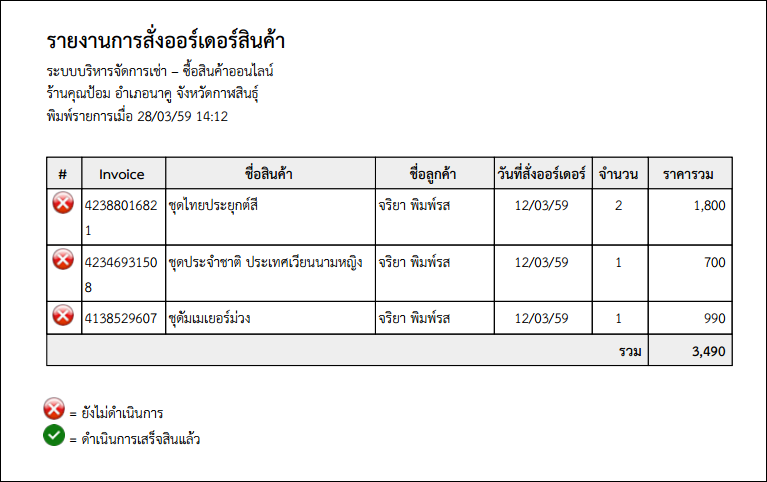 รายงานการสั่งออร์เดอร์สินค้า
ระบบบริหารจัดการเช่า – ซื้อสินค้าออนไลน์
ร้านคุณป้อม อำเภอนาคู จังหวัดกาฬสินธุ์
พิมพ์รายการเมื่อ 28/03/59 14:12
# Invoice ชื่อสินค้า ชื่อลูกค้า วันที่สั่งออร์เดอร์ จำนวน ราคารวม
4238801682 ชุดไทยประยุกต์สี จริยา พิมพ์รส 12/03/59 2 1,800
1
4234693150 ชุดประจำชาติ ประเทศเวียนนามหญิง จริยา พิมพ์รส 12/03/59 1 700
8
4138529607 ชุดัมเมเยอร์ม่วง จริยา พิมพ์รส 12/03/59 1 990
รวม 3,490
= ยังไม่ดำเนินการ
= ดำเนินการเสร็จสินแล้ว